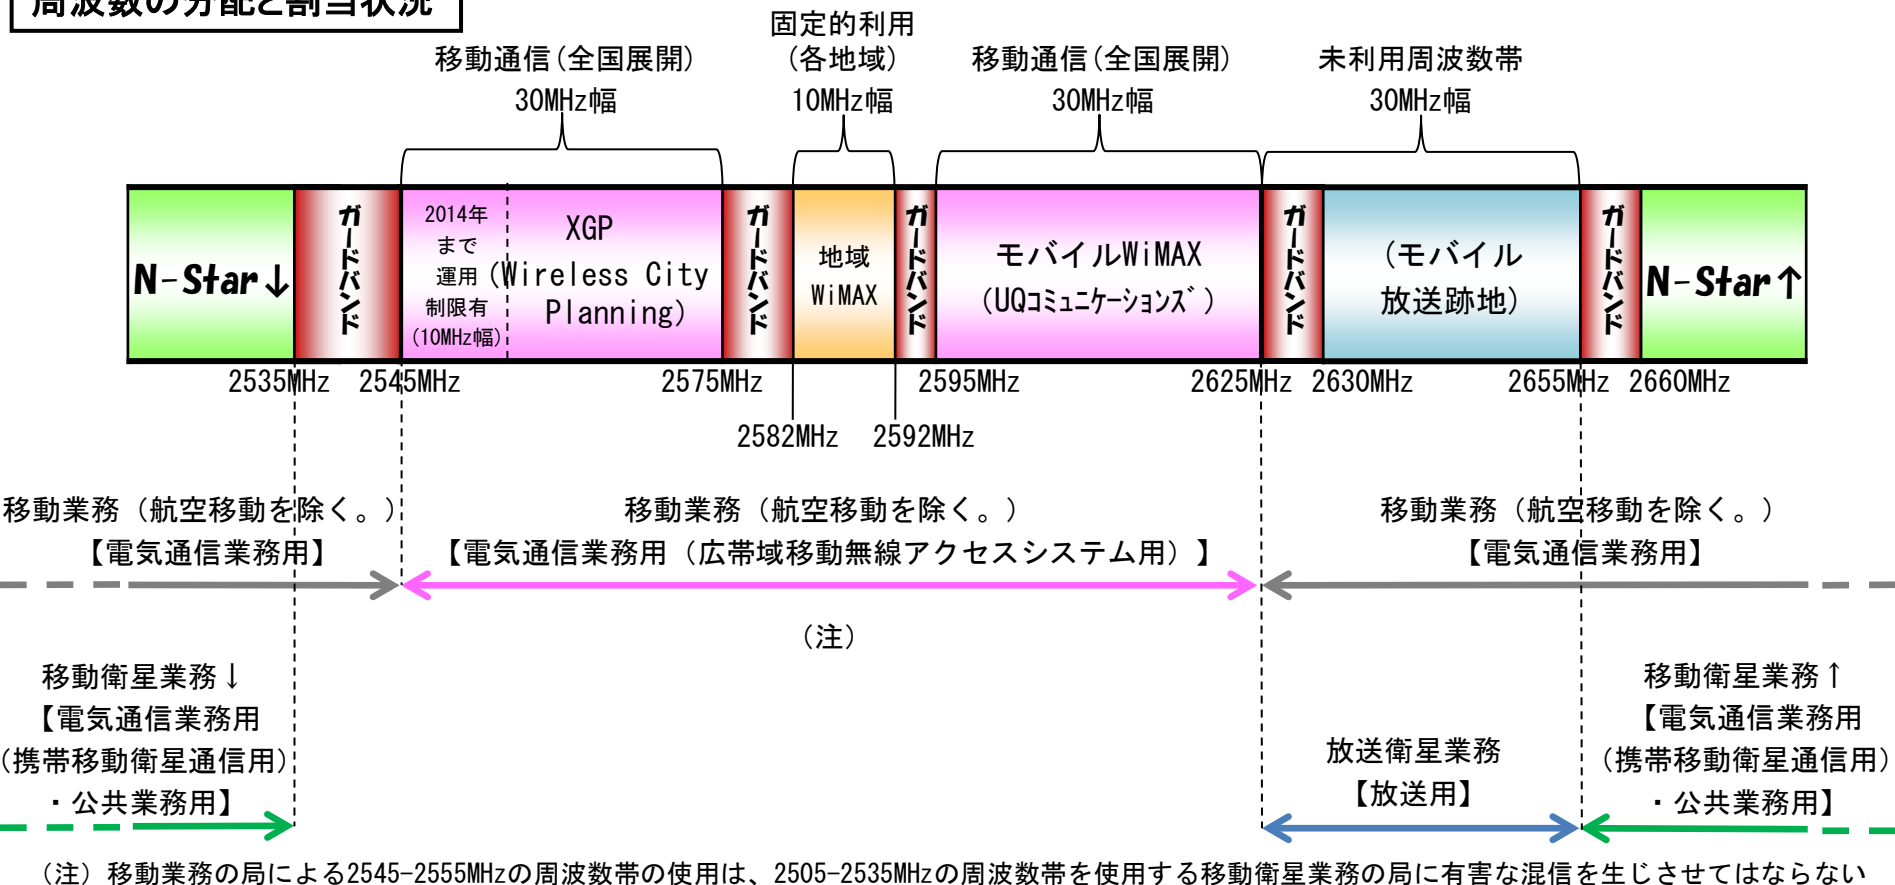 周波数の分配と割当状況
移動通信(全国展開)
30MHz幅
固定的利用
(各地域)
10MHz幅
移動通信(全国展開)
30MHz幅
未利用周波数帯
30MHz幅
N-Star↓
ガードバンド
2014年
まで
運用
制限有
(10MHz幅)
XGP
(Wireless City
Planning)
ガードバンド
地域
WiMAX
ガードバンド
モバイルWiMAX
(UQコミュニケーションズ)
ガードバンド
(モバイル
放送跡地)
ガードバンド
N-Star↑
2535MHz 2545MHz 2575MHz 2595MHz 2625MHz 2630MHz 2655MHz 2660MHz
2582MHz 2592MHz
移動業務（航空移動を除く。）
【電気通信業務用】
移動業務（航空移動を除く。）
【電気通信業務用（広帯域移動無線アクセスシステム用）】
移動業務（航空移動を除く。）
【電気通信業務用】
（注）
移動衛星業務↓
【電気通信業務用
(携帯移動衛星通信用)
・公共業務用】
放送衛星業務
【放送用】
移動衛星業務↑
【電気通信業務用
(携帯移動衛星通信用)
・公共業務用】
（注）移動業務の局による2545-2555MHzの周波数帯の使用は、2505-2535MHzの周波数帯を使用する移動衛星業務の局に有害な混信を生じさせてはならない